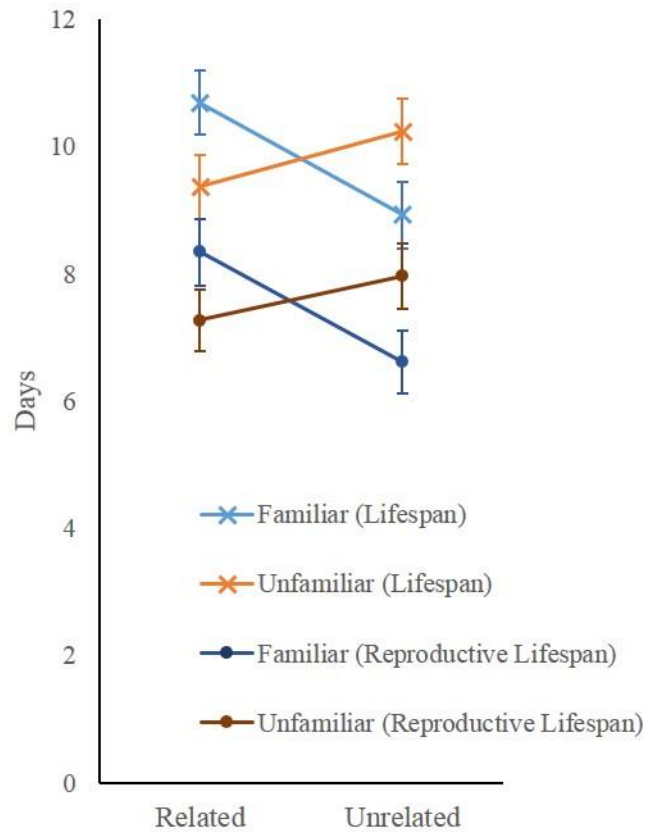 12
10
8
6
4
2
0
Days
Familiar (Lifespan)
Unfamiliar (Lifespan)
Familiar (Reproductive Lifespan)
Unfamiliar (Reproductive Lifespan)
Related
Unrelated